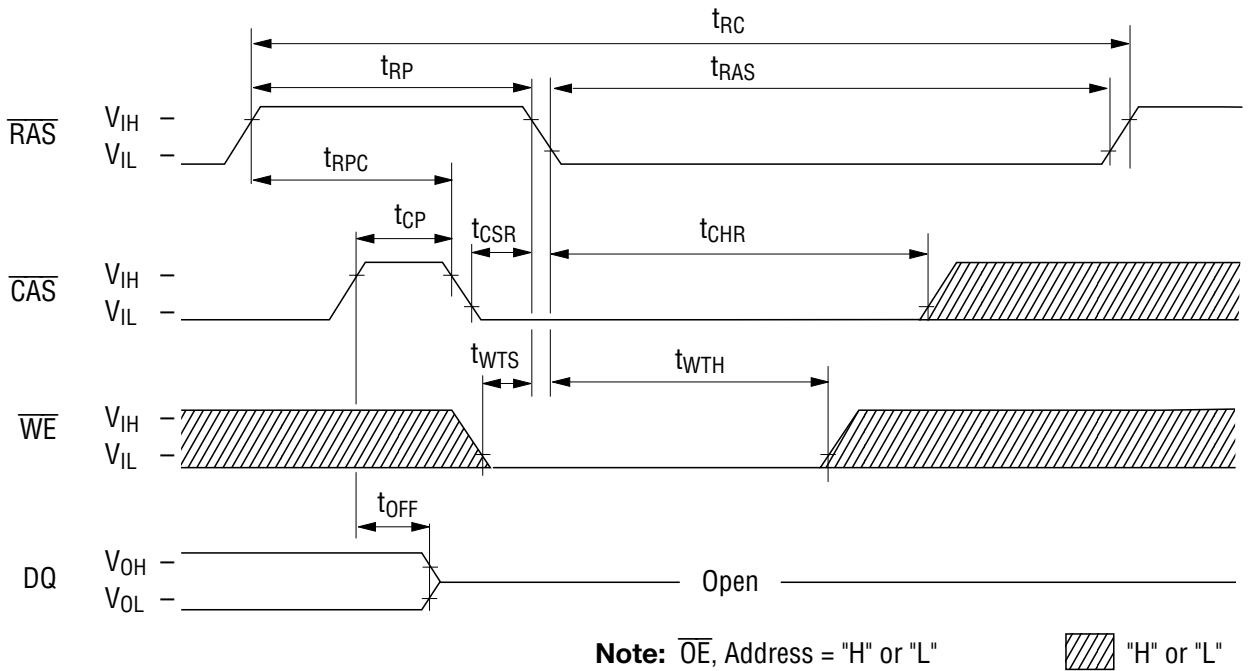 tRC
tRP
tRAS
RAS
VIH
VIL
tRPC
tCP
tCSR
tCHR
CAS
VIH
VIL
tWTS
tWTH
WE
VIH
VIL
tOFF
DQ
VOH
VOL
Open
Note: OE, Address = "H" or "L"
"H" or "L"